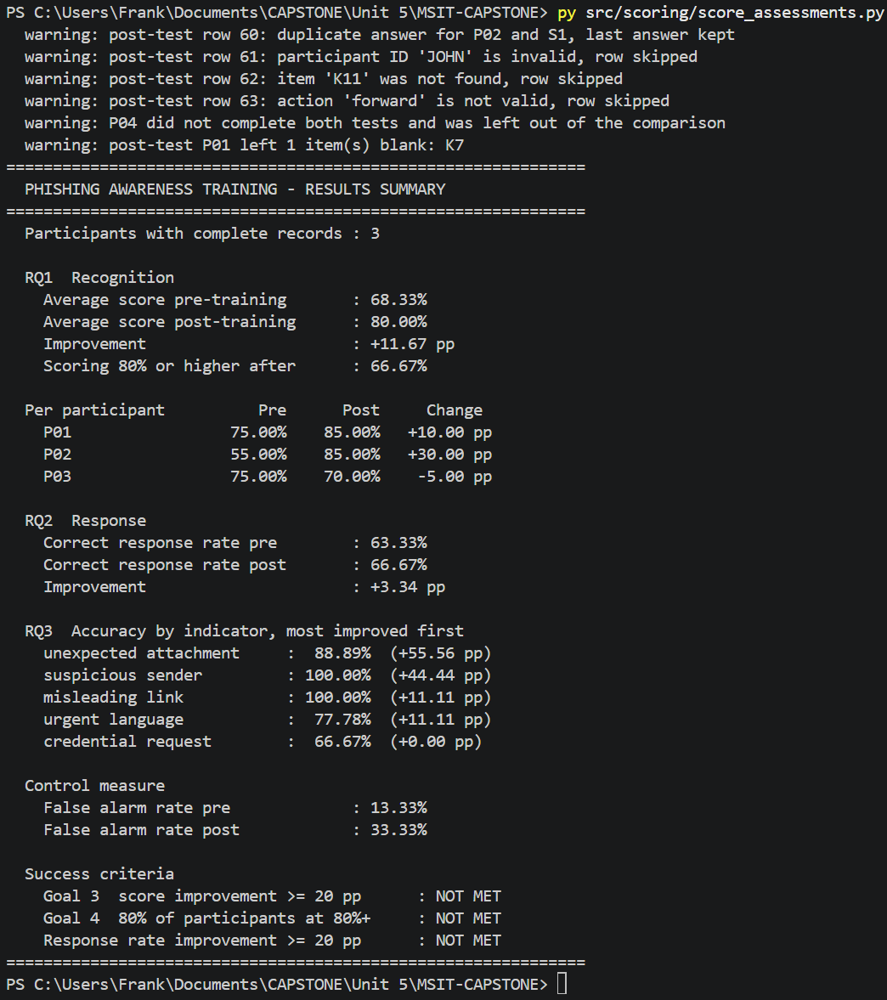 PS C:\Users\Frank\Documents\CAPSTONE\Unit 5\MSIT-CAPSTONE> py src/scoring/score_assessments.py
  warning: post-test row 60: duplicate answer for P02 and S1, last answer kept
  warning: post-test row 61: participant ID 'JOHN' is invalid, row skipped
  warning: post-test row 62: item 'K11' was not found, row skipped
  warning: post-test row 63: action 'forward' is not valid, row skipped
  warning: P04 did not complete both tests and was left out of the comparison
  warning: post-test P01 left 1 item(s) blank: K7
==============================================================
  PHISHING AWARENESS TRAINING - RESULTS SUMMARY
==============================================================
  Participants with complete records : 3

  RQ1  Recognition
    Average score pre-training       : 68.33%
    Average score post-training      : 80.00%
    Improvement                      : +11.67 pp
    Scoring 80% or higher after      : 66.67%

  Per participant          Pre      Post     Change
    P01                 75.00%    85.00%   +10.00 pp
    P02                 55.00%    85.00%   +30.00 pp
    P03                 75.00%    70.00%    -5.00 pp

  RQ2  Response
    Correct response rate pre        : 63.33%
    Correct response rate post       : 66.67%
    Improvement                      : +3.34 pp

  RQ3  Accuracy by indicator, most improved first
    unexpected attachment     :  88.89%  (+55.56 pp)
    suspicious sender         : 100.00%  (+44.44 pp)
    misleading link           : 100.00%  (+11.11 pp)
    urgent language           :  77.78%  (+11.11 pp)
    credential request        :  66.67%  (+0.00 pp)

  Control measure
    False alarm rate pre             : 13.33%
    False alarm rate post            : 33.33%

  Success criteria
    Goal 3  score improvement >= 20 pp      : NOT MET
    Goal 4  80% of participants at 80%+     : NOT MET
    Response rate improvement >= 20 pp      : NOT MET
==============================================================
PS C:\Users\Frank\Documents\CAPSTONE\Unit 5\MSIT-CAPSTONE>